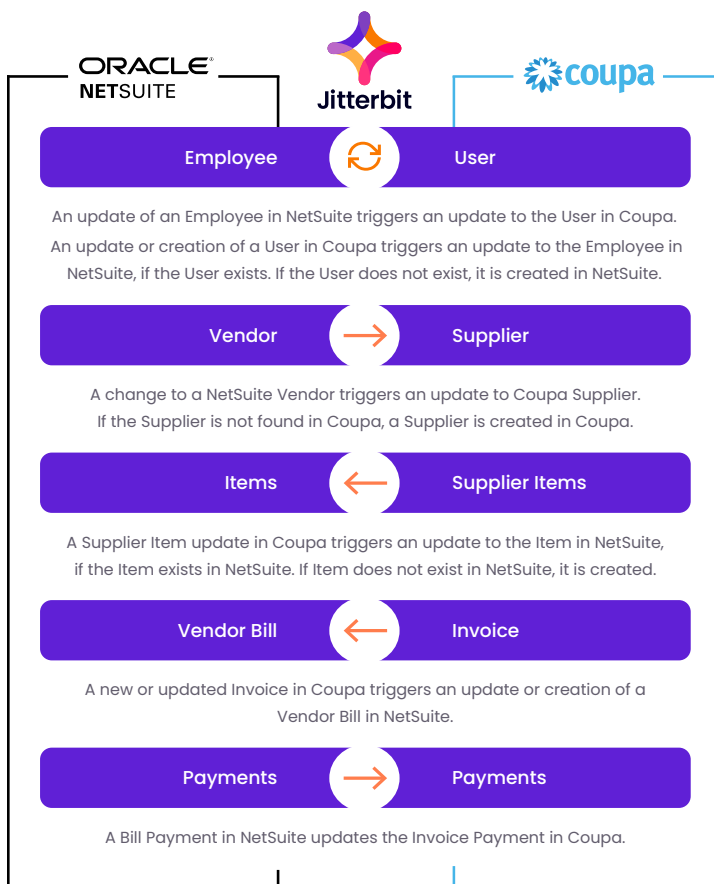 ORACLE®
NETSUITE
Jitterbit
coupa
Employee User
An update of an Employee in NetSuite triggers an update to the User in Coupa.
An update or creation of a User in Coupa triggers an update to the Employee in
NetSuite, if the User exists. If the User does not exist, it is created in NetSuite.
Vendor Supplier
A change to a NetSuite Vendor triggers an update to Coupa Supplier.
If the Supplier is not found in Coupa, a Supplier is created in Coupa.
Items Supplier Items
A Supplier Item update in Coupa triggers an update to the Item in NetSuite,
if the Item exists in NetSuite. If Item does not exist in NetSuite, it is created.
Vendor Bill Invoice
A new or updated Invoice in Coupa triggers an update or creation of a
Vendor Bill in NetSuite.
Payments Payments
A Bill Payment in NetSuite updates the Invoice Payment in Coupa.